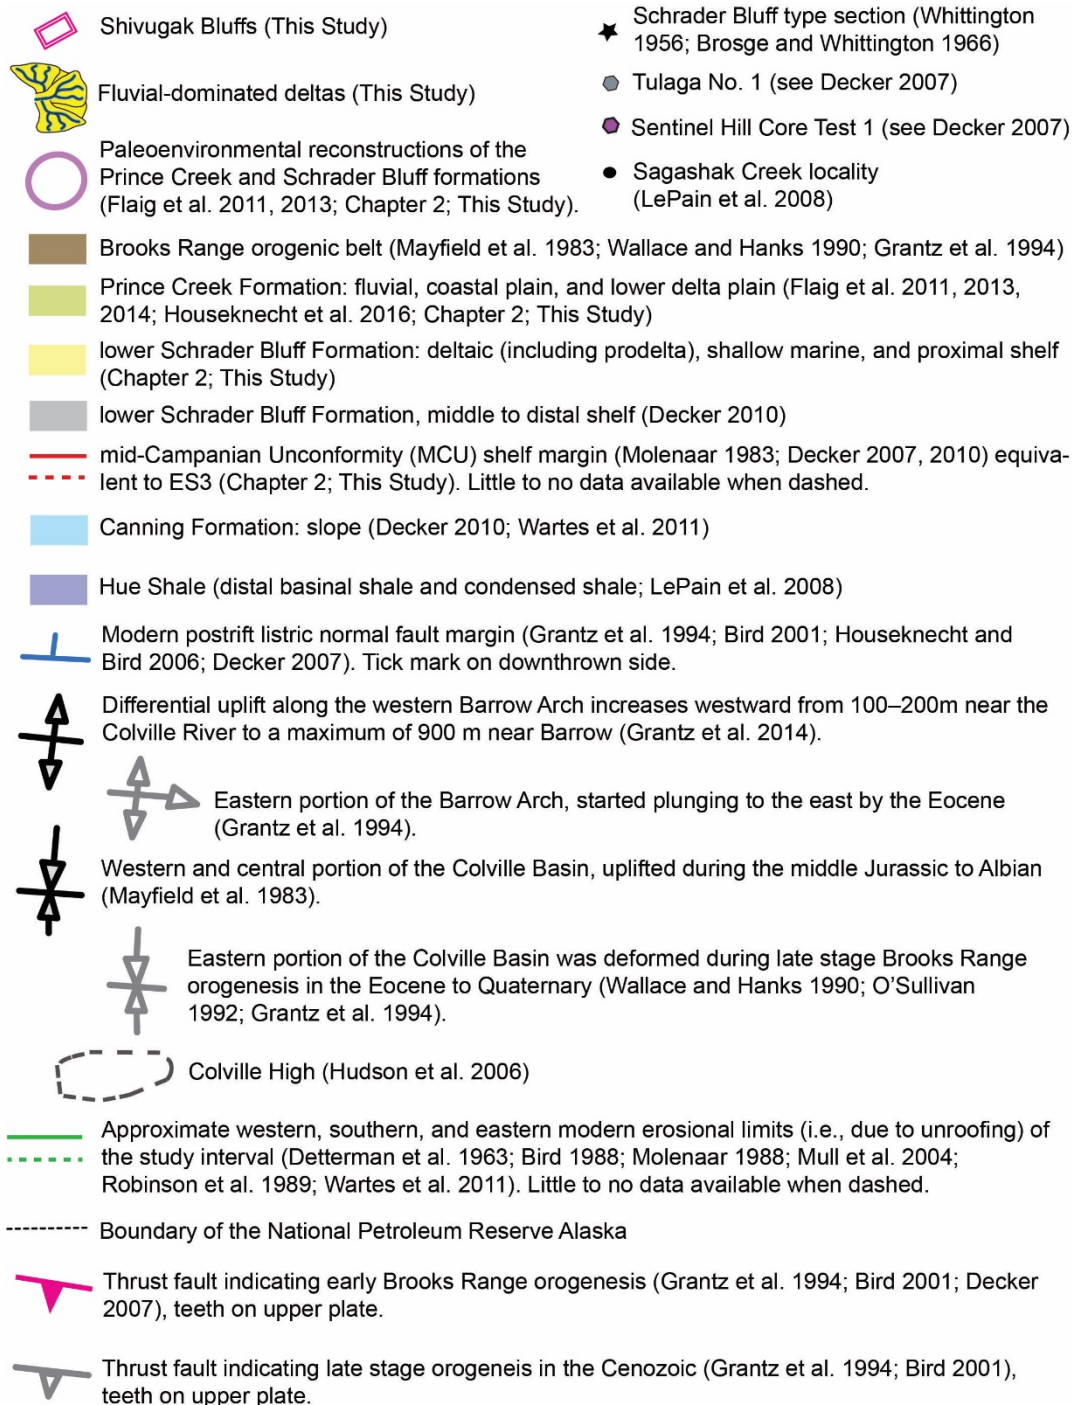 Shivugak Bluffs (This Study)
Fluvial-dominated deltas (This Study)
Paleoenvironmental reconstructions of the
Prince Creek and Schrader Bluff formations
(Flaig et al. 2011, 2013; Chapter 2; This Study).
Schrader Bluff type section (Whittington
1956; Brosge and Whittington 1966)
Tulaga No. 1 (see Decker 2007)
Sentinel Hill Core Test 1 (see Decker 2007)
Sagashak Creek locality
(LePain et al. 2008)
Brooks Range orogenic belt (Mayfield et al. 1983; Wallace and Hanks 1990; Grantz et al. 1994)
Prince Creek Formation: fluvial, coastal plain, and lower delta plain (Flaig et al. 2011, 2013,
2014; Houseknecht et al. 2016; Chapter 2; This Study)
lower Schrader Bluff Formation: deltaic (including prodelta), shallow marine, and proximal shelf
(Chapter 2; This Study)
lower Schrader Bluff Formation, middle to distal shelf (Decker 2010)
mid-Campanian Unconformity (MCU) shelf margin (Molenaar 1983; Decker 2007, 2010) equiva-
lent to ES3 (Chapter 2; This Study). Little to no data available when dashed.
Canning Formation: slope (Decker 2010; Wartes et al. 2011)
Hue Shale (distal basinal shale and condensed shale; LePain et al. 2008)
Modern postrift listric normal fault margin (Grantz et al. 1994; Bird 2001; Houseknecht and
Bird 2006; Decker 2007). Tick mark on downthrown side.
Differential uplift along the western Barrow Arch increases westward from 100–200m near the
Colville River to a maximum of 900 m near Barrow (Grantz et al. 2014).
Eastern portion of the Barrow Arch, started plunging to the east by the Eocene
(Grantz et al. 1994).
Western and central portion of the Colville Basin, uplifted during the middle Jurassic to Albian
(Mayfield et al. 1983).
Eastern portion of the Colville Basin was deformed during late stage Brooks Range
orogenesis in the Eocene to Quaternary (Wallace and Hanks 1990; O'Sullivan
1992; Grantz et al. 1994).
Colville High (Hudson et al. 2006)
Approximate western, southern, and eastern modern erosional limits (i.e., due to unroofing) of
the study interval (Detterman et al. 1963; Bird 1988; Molenaar 1988; Mull et al. 2004;
Robinson et al. 1989; Wartes et al. 2011). Little to no data available when dashed.
Boundary of the National Petroleum Reserve Alaska
Thrust fault indicating early Brooks Range orogenesis (Grantz et al. 1994; Bird 2001; Decker
2007), teeth on upper plate.
Thrust fault indicating late stage orogeneis in the Cenozoic (Grantz et al. 1994; Bird 2001),
teeth on upper plate.